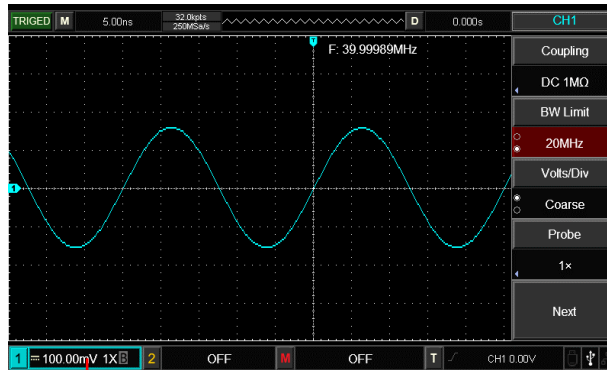 TRIGED M 5.00ns 32.0kpts D 0.000s CH1
250MSa/s
T
F: 39.99989MHz
Coupling
DC 1MΩ
BW Limit
20MHz
Volts/Div
Coarse
Probe
1×
Next
1
1 100.00mV 1X B 2 OFF M OFF T CH1 0.00V